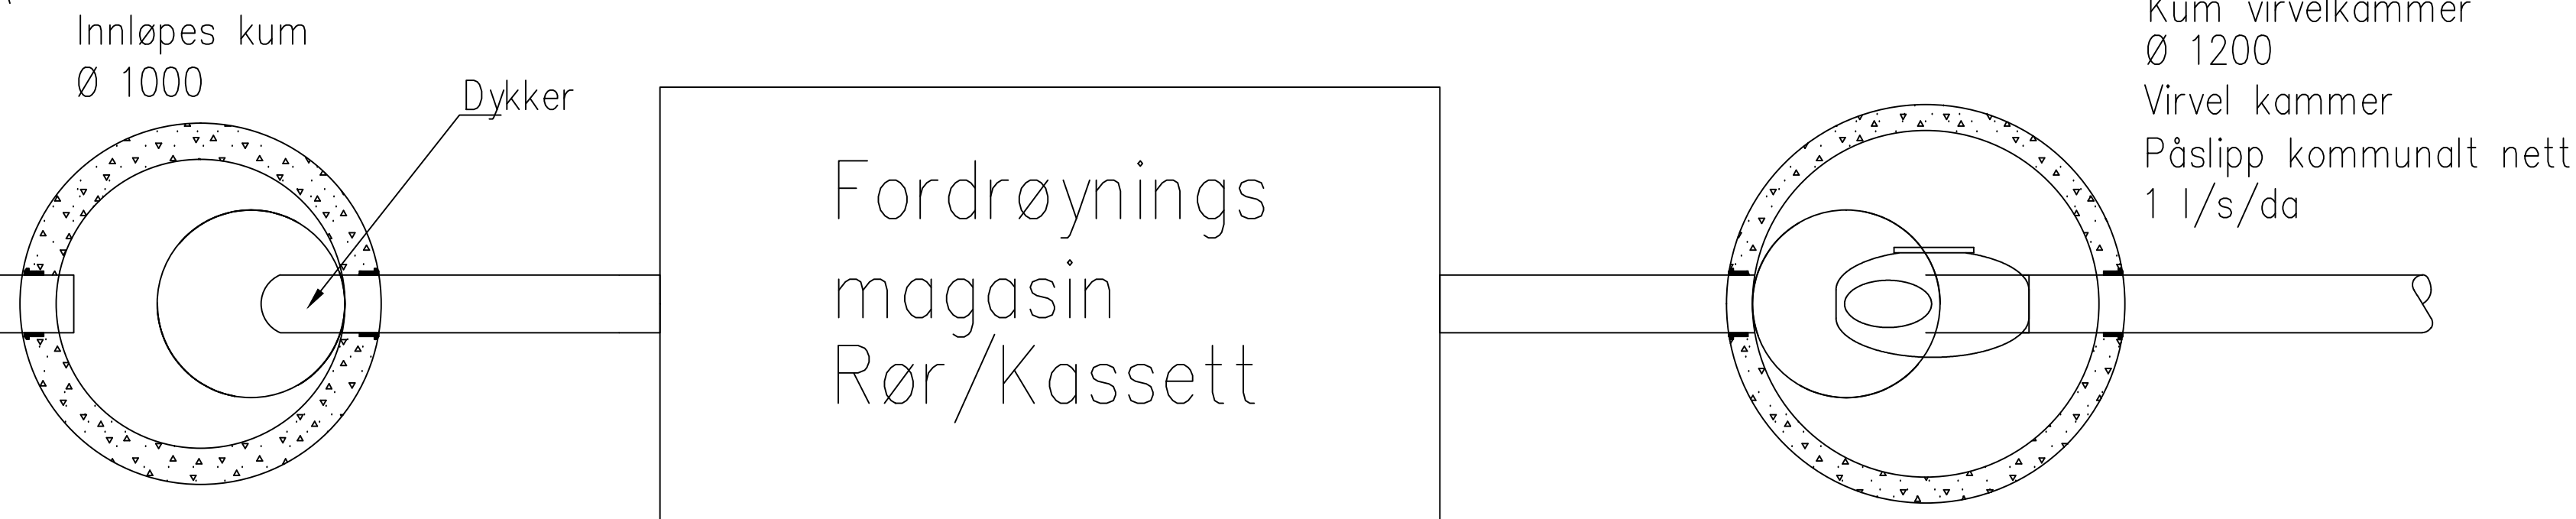 Innløpes kum
Ø 1000
Dykker
Fordrøynings
magasin
Rør/Kassett
Kum virvelkammer
Ø 1200
Virvel kammer
Påslipp kommunalt nett
1 l/s/da